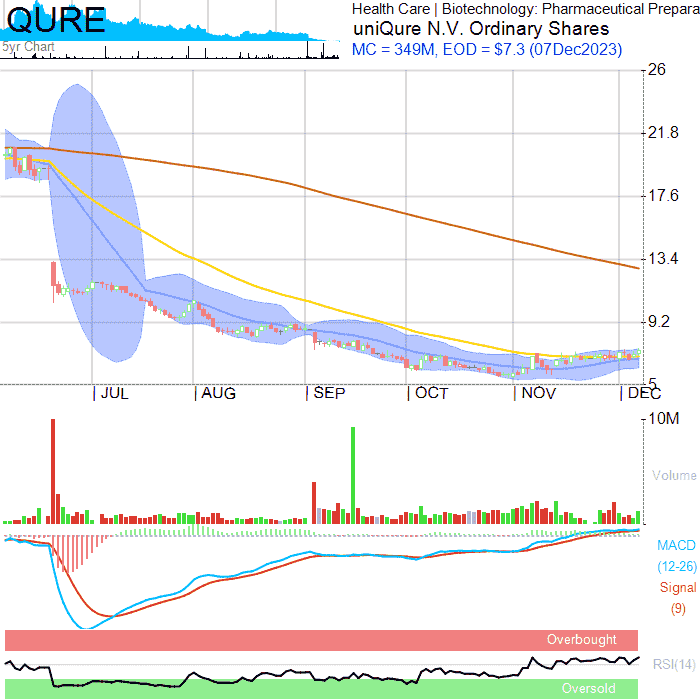 QURE
5yr Chart
Health Care | Biotechnology: Pharmaceutical Prepara
uniQure N.V. Ordinary Shares
MC = 349M, EOD = $7.3 (07Dec2023)
26
21.8
17.6
13.4
9.2
5
| JUL | AUG | SEP | OCT | NOV | DEC
10M
Volume
MACD
(12-26)
Signal
(9)
Overbought
RSI(14)
Oversold